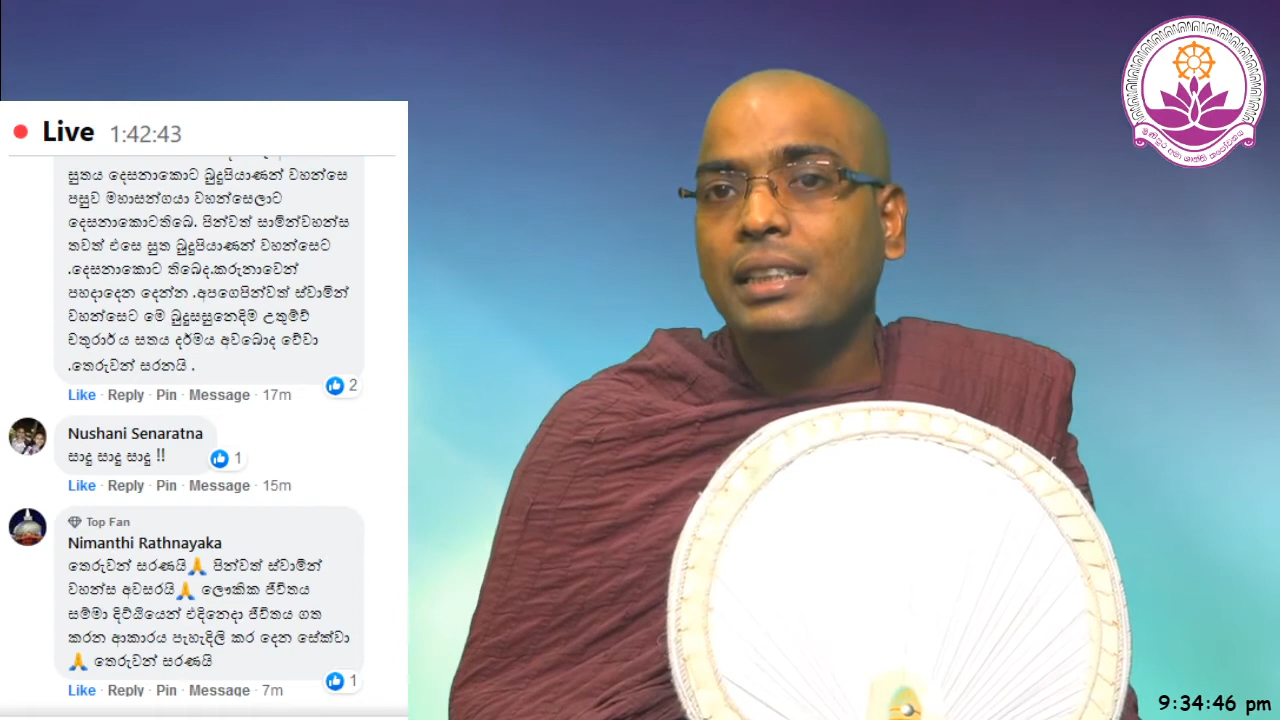 Live 1:42:43
සුතය දෙසනාකොට බුදුපියාණන් වහන්සෙ
පසුව මහාසන්ගයා වහන්සෙලාට
දෙසනාකොටතිබෙ. පින්වත් සාමින්වහන්ස
තවත් එසෙ සුත බුදුපියාණන් වහන්සෙට
.දෙසනාකොට තිබෙද.කරුනාවෙන්
පහදාදෙන දෙන්න .අපගෙපින්වත් ස්වාමින්
වහන්සෙට මෙ බුදුසසුනෙදිම උතුම්ව්
චතුරාර් ය සතය දර්මය අවබොද වේවා
.තෙරුවන් සරනයි .
Like · Reply · Pin · Message · 17m
2
Nushani Senaratna
සාදු සාදු සාදු !!
1
Like · Reply · Pin · Message · 15m
Top Fan
Nimanthi Rathnayaka
තෙරුවන් සරණයි🙏 පින්වත් ස්වාමින්
වහන්ස අවසරයි🙏 ලෞකික ජීවිතය
සම්මා දිට්ඨියෙන් එදිනෙදා ජීවිතය ගත
කරන ආකාරය පැහැදිලි කර දෙන සේක්වා
🙏 තෙරුවන් සරණයි
1
Like · Reply · Pin · Message · 7m
9:34:46 pm